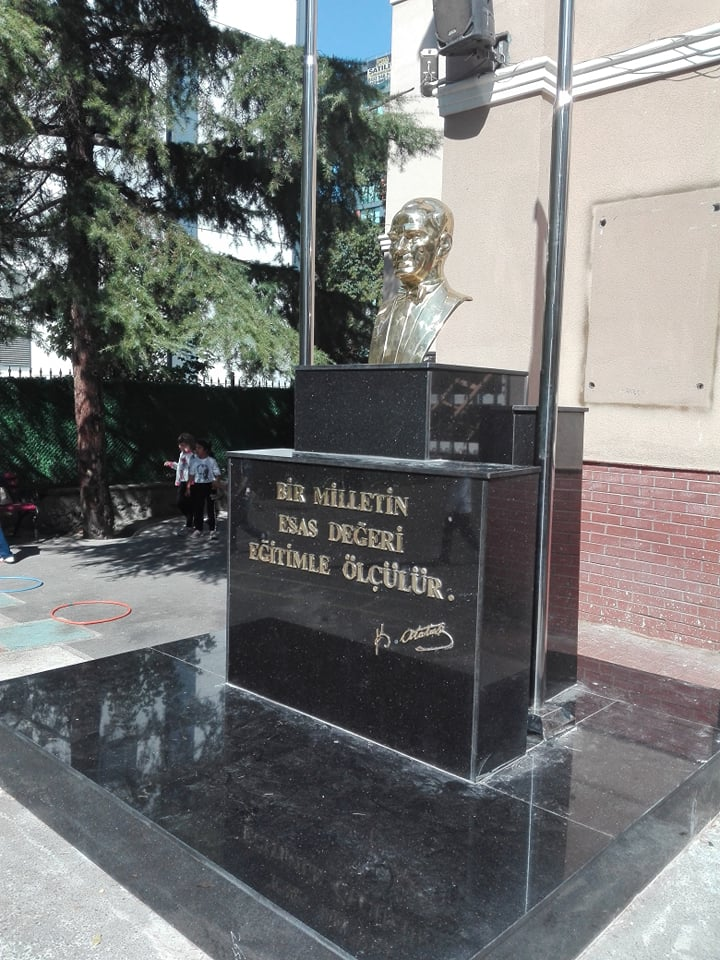 BİR MİLLETİN
ESAS DEĞERİ
EĞİTİMLE ÖLÇÜLÜR.
K. Atatürk